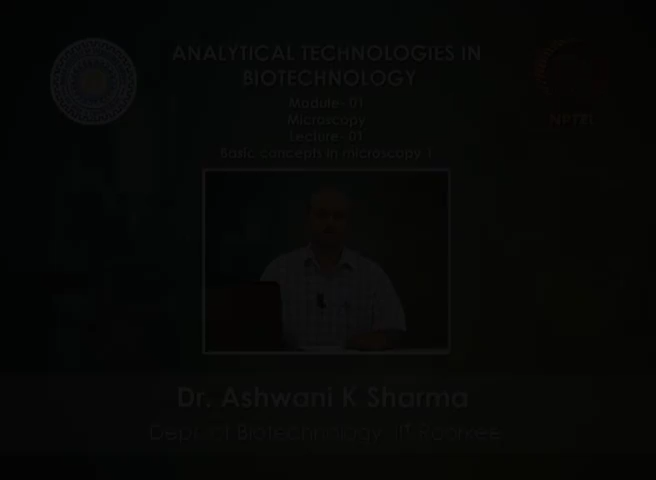 ANALYTICAL TECHNOLOGIES IN
BIOTECHNOLOGY
Module- 01
Microscopy
Lecture- 01
Basic concepts in microscopy 1
NPTEL
Dr. Ashwani K Sharma
Dept. of Biotechnology, IIT Roorkee